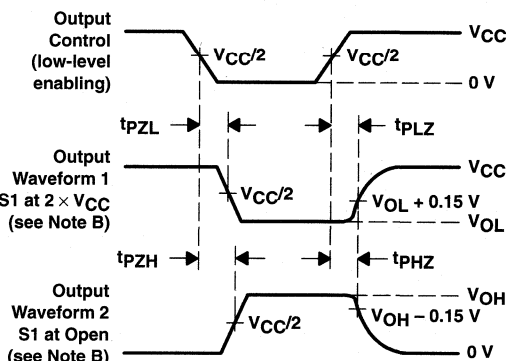 Output
Control
(low-level
enabling)
VCC/2
VCC/2
VCC
0 V
tPZL
tPLZ
Output
Waveform 1
S1 at 2 × VCC
(see Note B)
VCC/2
VCC
VOL + 0.15 V
VOL
tPZH
tPHZ
Output
Waveform 2
S1 at Open
(see Note B)
VCC/2
VOH
VOH − 0.15 V
0 V